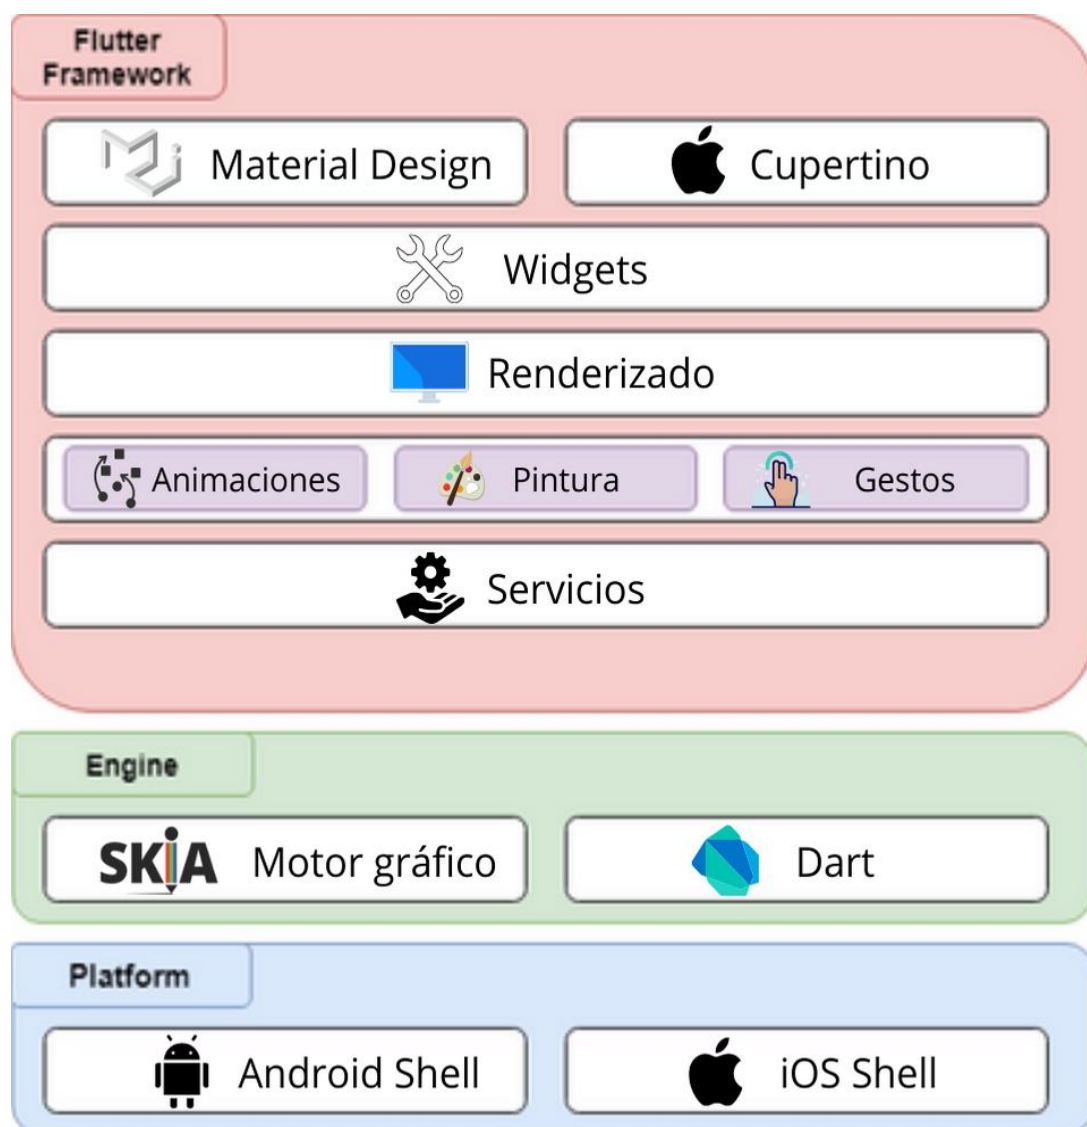 Flutter
Framework
Material Design
Cupertino
Widgets
Renderizado
Animaciones
Pintura
Gestos
Servicios
Engine
SKiA Motor gráfico
Dart
Platform
Android Shell
iOS Shell